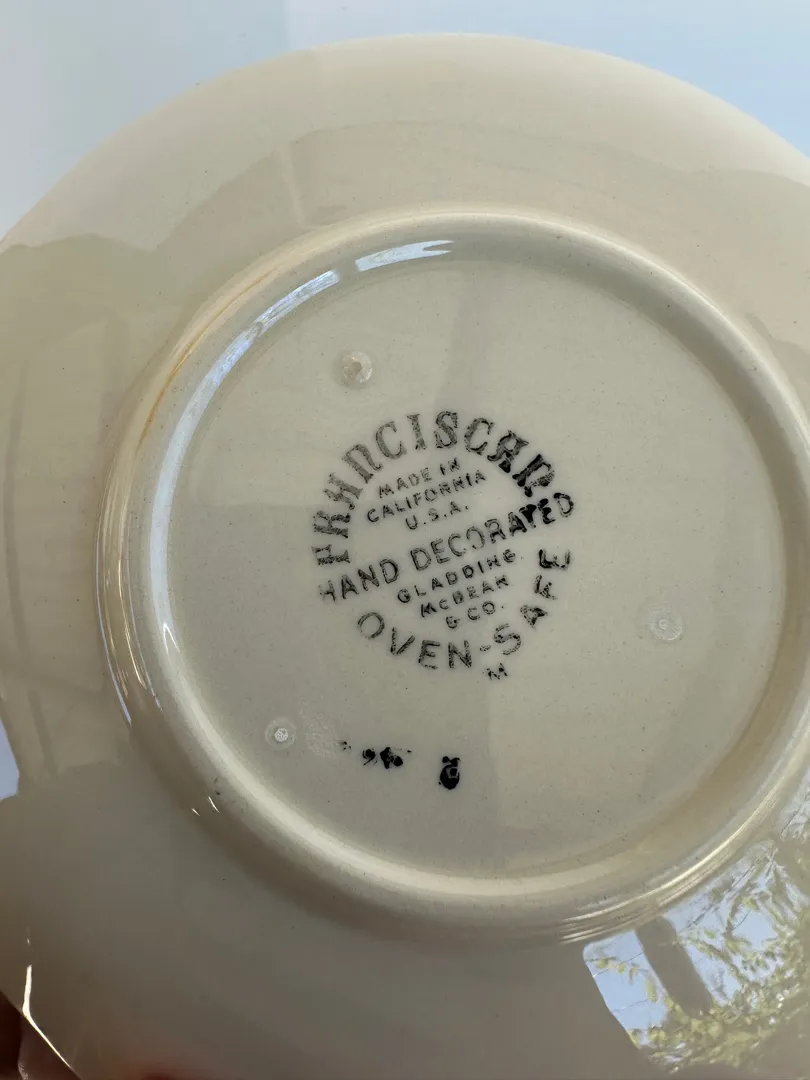 FRANCISCAN
MADE IN
CALIFORNIA
U.S.A.
HAND DECORATED
GLADDING
McBEAN
& CO.
OVEN-SAFE
M